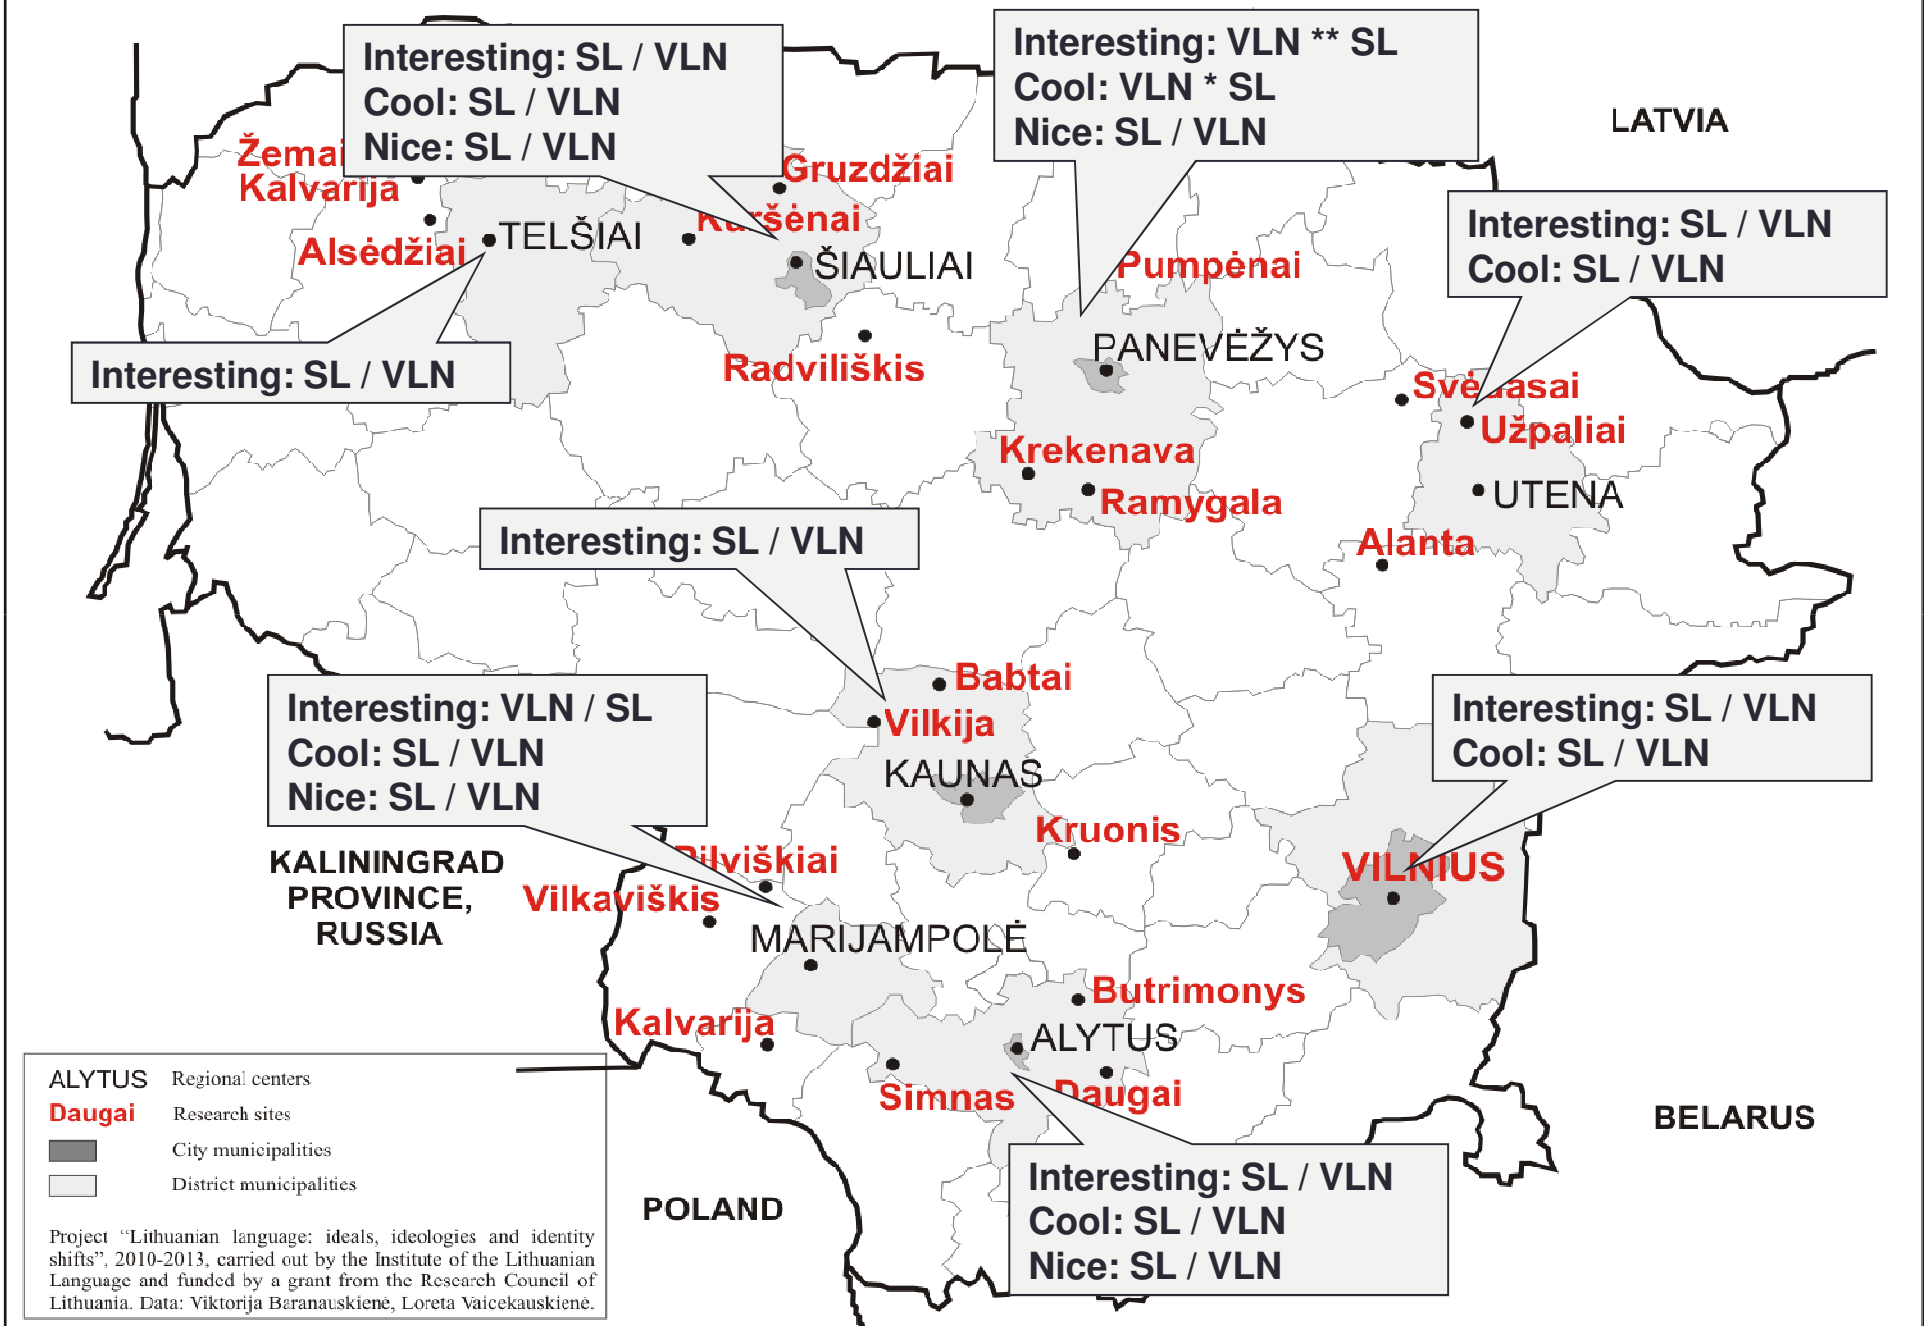 Interesting: SL / VLN
Cool: SL / VLN
Nice: SL / VLN
Interesting: VLN ** SL
Cool: VLN * SL
Nice: SL / VLN
LATVIA
Kalvarija
Gruzdžiai
Interesting: SL / VLN
Cool: SL / VLN
Alsėdžiai
TELŠIAI
ŠIAULIAI
Pumpėnai
Interesting: SL / VLN
Radviliškis
PANEVĖŽYS
Užpaliai
UTENA
Krekenava
Ramygala
Alanta
Interesting: SL / VLN
Babtai
Vilkija
KAUNAS
Interesting: VLN / SL
Cool: SL / VLN
Nice: SL / VLN
Interesting: SL / VLN
Cool: SL / VLN
Kruonis
VILNIUS
KALININGRAD
PROVINCE,
RUSSIA
Pilviškiai
Vilkaviškis
MARIJAMPOLĖ
Butrimonys
Kalvarija
ALYTUS
Simnas
Daugai
BELARUS
POLAND
Interesting: SL / VLN
Cool: SL / VLN
Nice: SL / VLN
ALYTUS Regional centers
Daugai Research sites
City municipalities
District municipalities
Project “Lithuanian language: ideals, ideologies and identity
shifts”, 2010-2013, carried out by the Institute of the Lithuanian
Language and funded by a grant from the Research Council of
Lithuania. Data: Viktorija Baranauskienė, Loreta Vaicekauskienė.